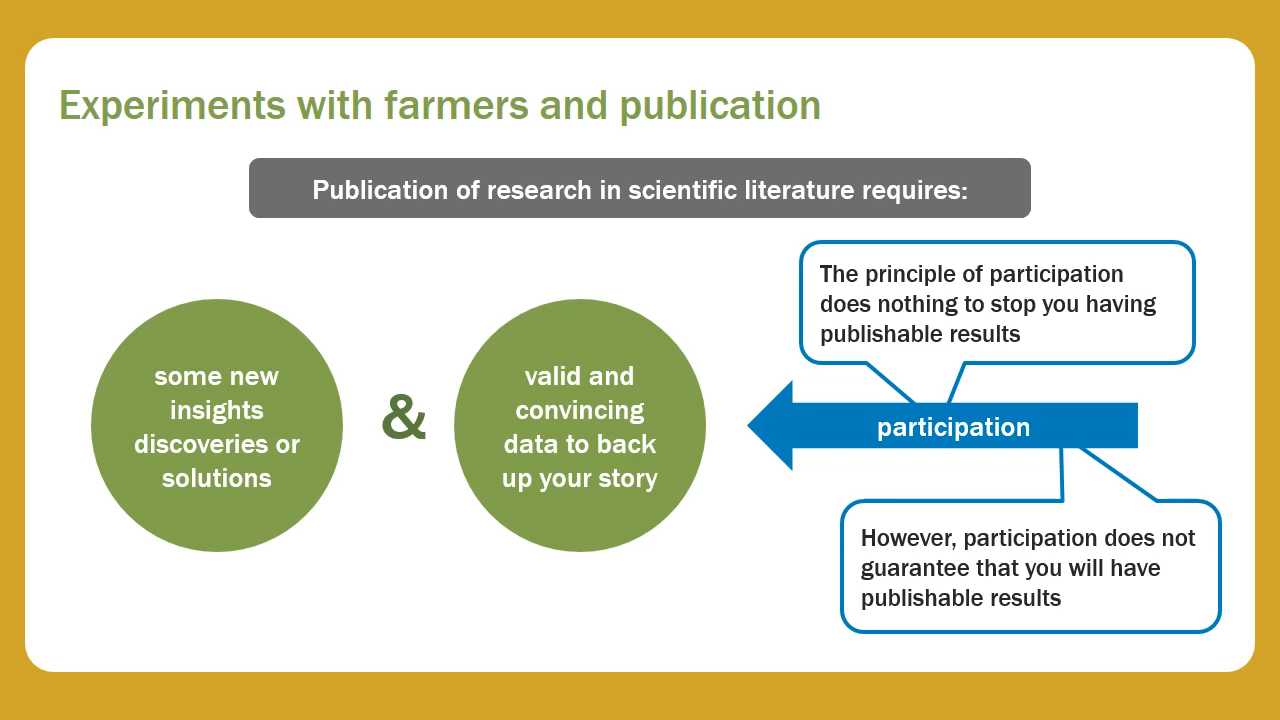 Experiments with farmers and publication
Publication of research in scientific literature requires:
some new
insights
discoveries or
solutions
&
valid and
convincing
data to back
up your story
The principle of participation
does nothing to stop you having
publishable results
participation
However, participation does not
guarantee that you will have
publishable results